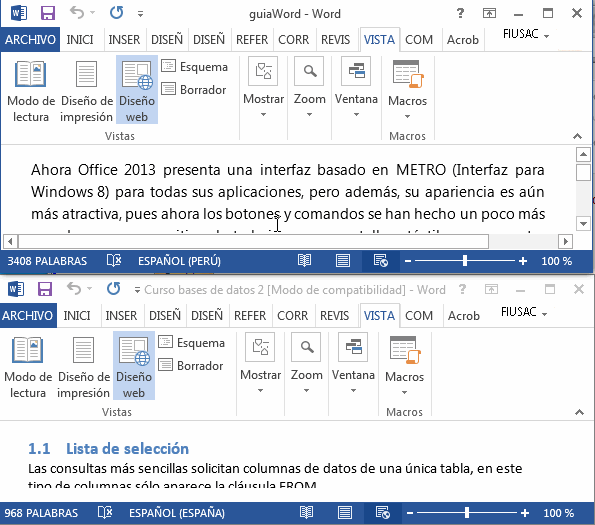 guiaWord - Word
ARCHIVO INICI INSER DISEÑ DISEÑ REFER CORR REVIS VISTA COM Acrob FIUSAC
Modo de lectura Diseño de impresión Diseño web Esquema Borrador Mostrar Zoom Ventana Macros
Vistas Macros
Ahora Office 2013 presenta una interfaz basado en METRO (Interfaz para
Windows 8) para todas sus aplicaciones, pero además, su apariencia es aún
más atractiva, pues ahora los botones y comandos se han hecho un poco más
3408 PALABRAS ESPAÑOL (PERÚ) 100 %
Curso bases de datos 2 [Modo de compatibilidad] - Word
ARCHIVO INICI INSER DISEÑ DISEÑ REFER CORR REVIS VISTA COM Acrob FIUSAC
Modo de lectura Diseño de impresión Diseño web Esquema Borrador Mostrar Zoom Ventana Macros
Vistas Macros
1.1 Lista de selección
Las consultas más sencillas solicitan columnas de datos de una única tabla, en este
tipo de columnas sólo aparece la cláusula FROM
968 PALABRAS ESPAÑOL (ESPAÑA) 100 %